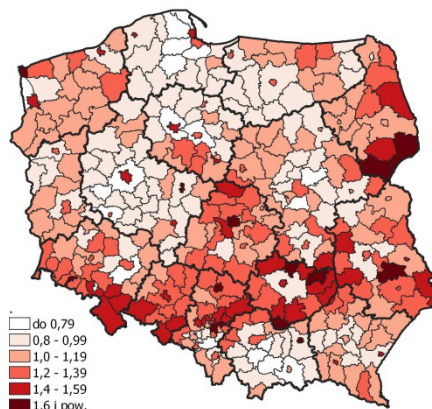 do 0,79
0,8 - 0,99
1,0 - 1,19
1,2 - 1,39
1,4 - 1,59
1,6 i pow.